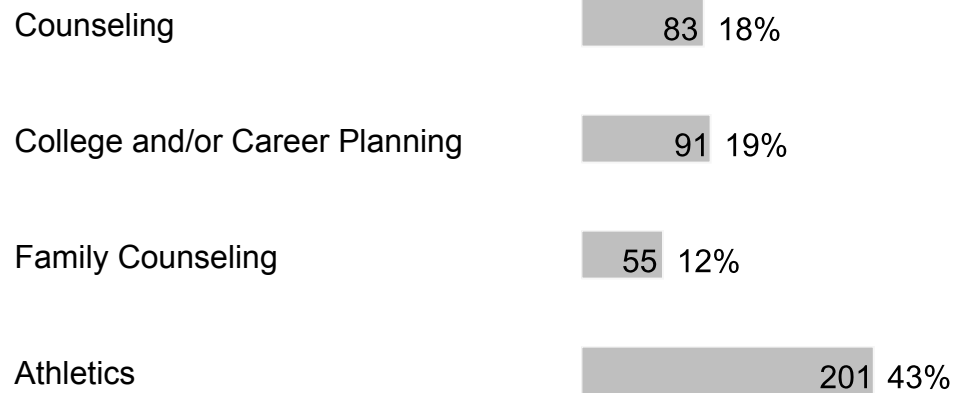 Counseling 83 18%
College and/or Career Planning 91 19%
Family Counseling 55 12%
Athletics 201 43%